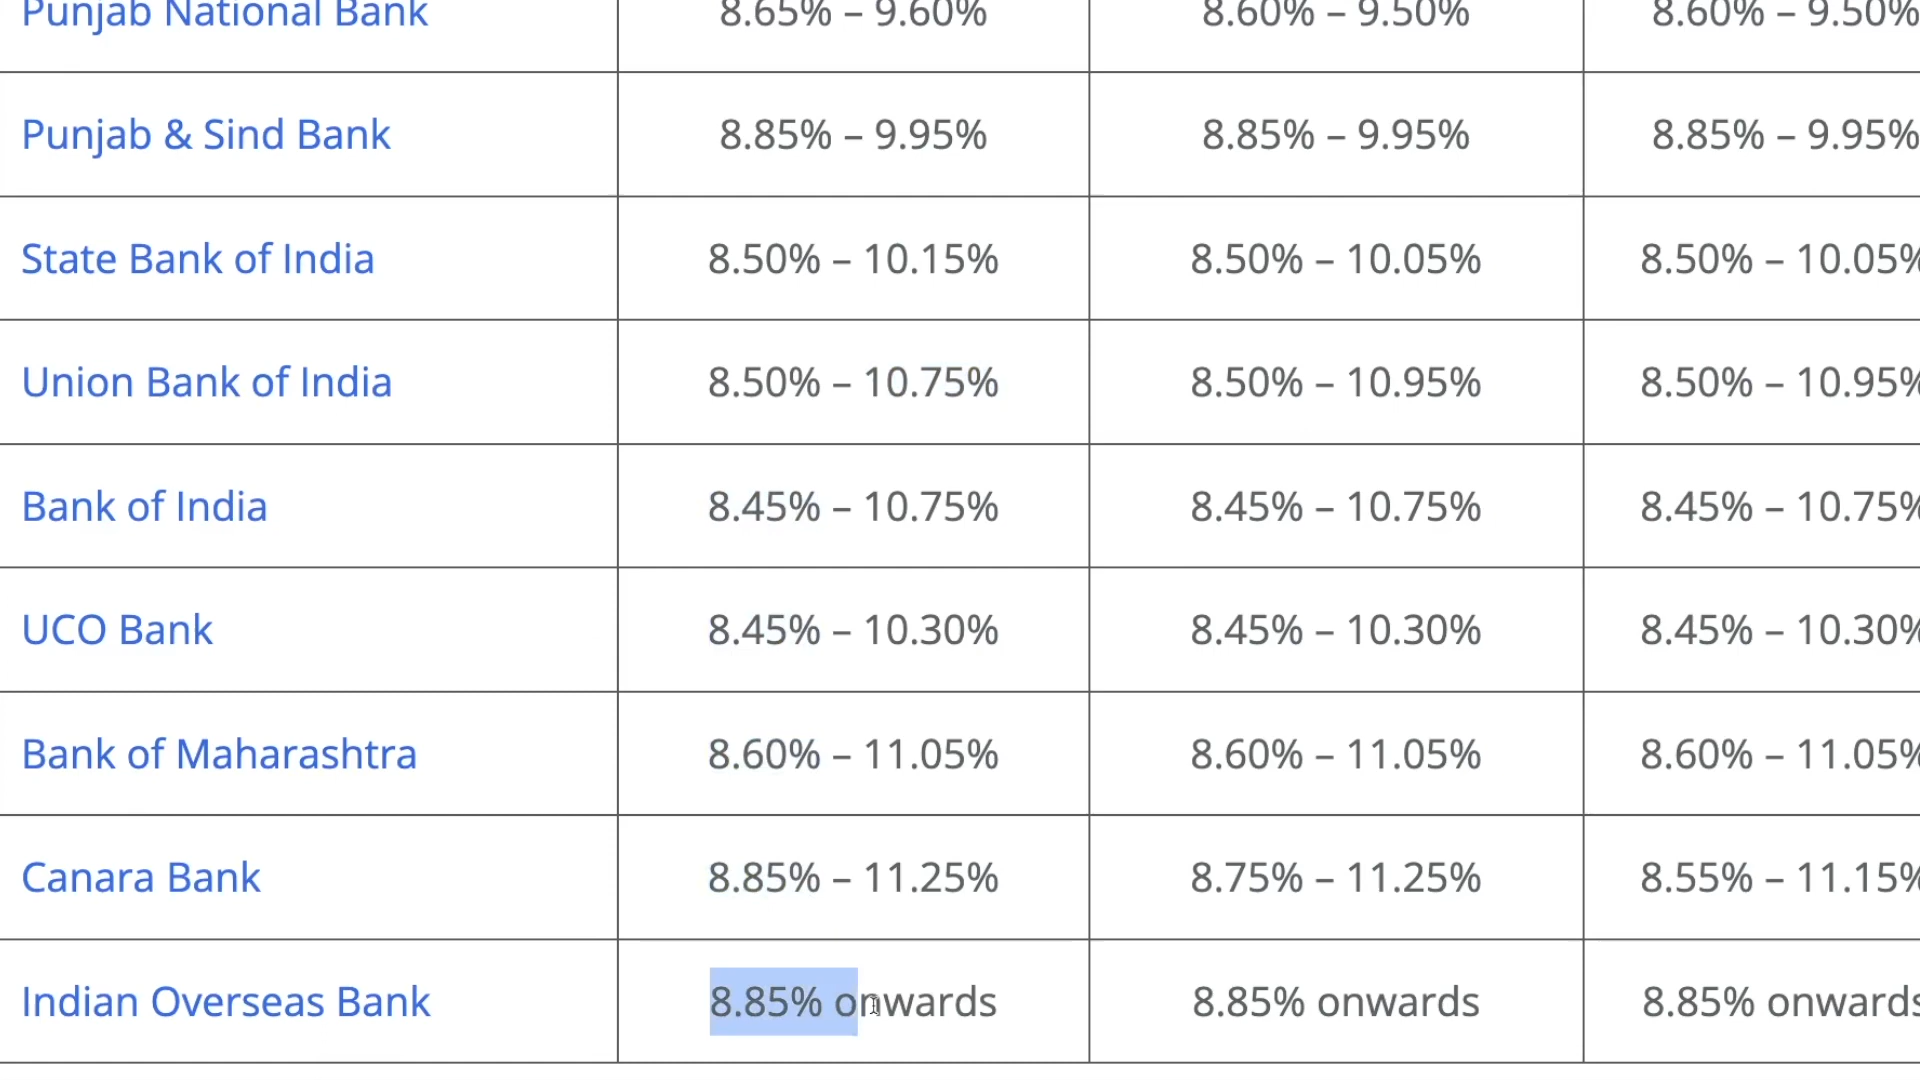 Punjab National Bank 8.65% – 9.60% 8.60% – 9.50% 8.60% – 9.50%
Punjab & Sind Bank 8.85% – 9.95% 8.85% – 9.95% 8.85% – 9.95%
State Bank of India 8.50% – 10.15% 8.50% – 10.05% 8.50% – 10.05%
Union Bank of India 8.50% – 10.75% 8.50% – 10.95% 8.50% – 10.95%
Bank of India 8.45% – 10.75% 8.45% – 10.75% 8.45% – 10.75%
UCO Bank 8.45% – 10.30% 8.45% – 10.30% 8.45% – 10.30%
Bank of Maharashtra 8.60% – 11.05% 8.60% – 11.05% 8.60% – 11.05%
Canara Bank 8.85% – 11.25% 8.75% – 11.25% 8.55% – 11.15%
Indian Overseas Bank 8.85% onwards 8.85% onwards 8.85% onwards